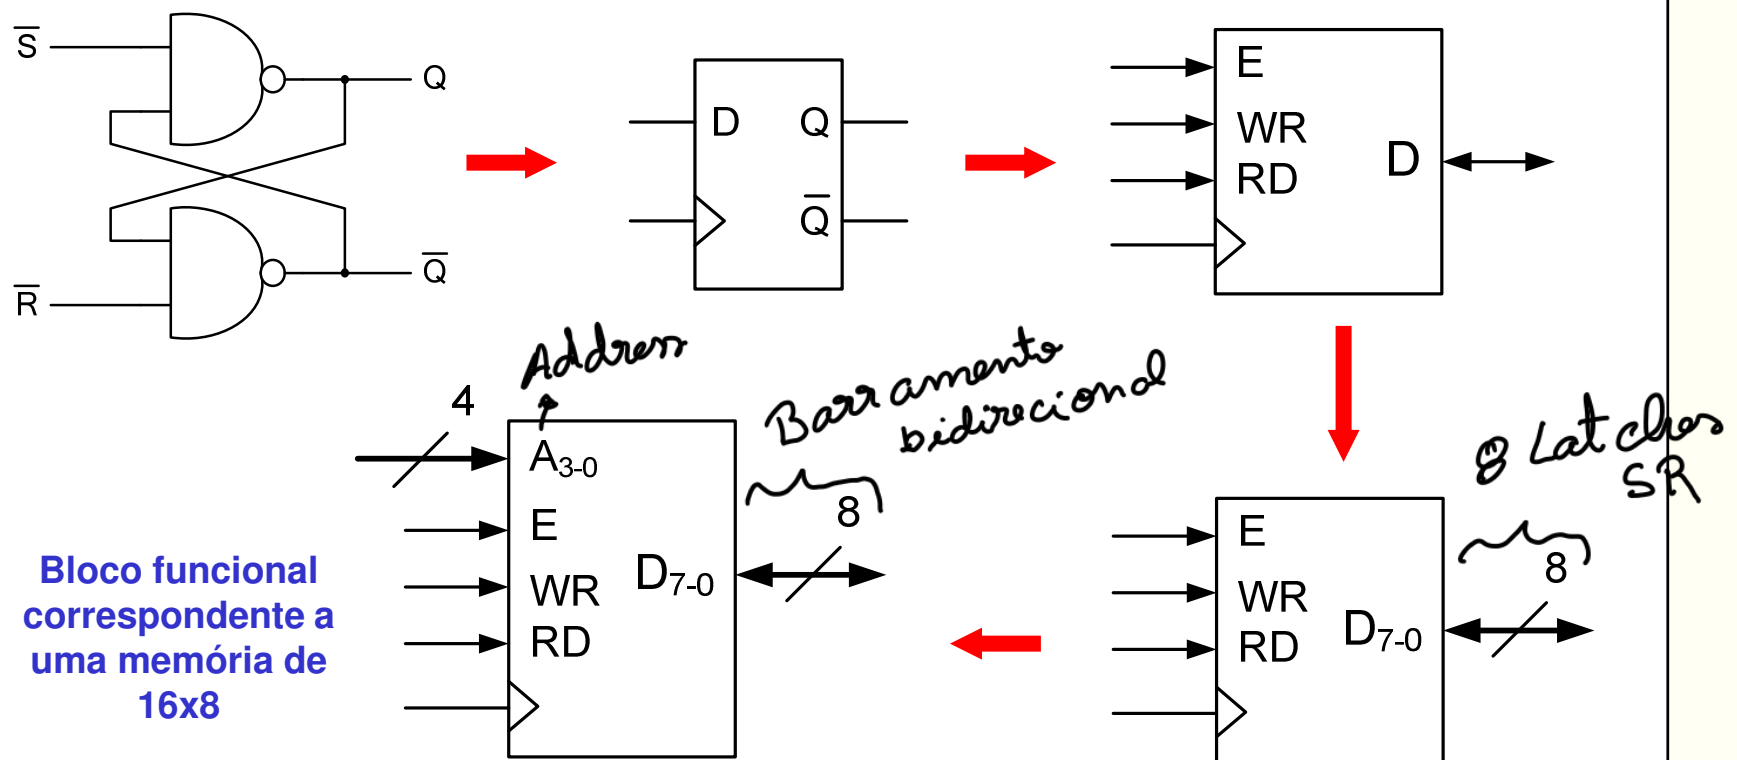 S̅
Q
R̅
Q̅
D Q
Q̅
E
WR
RD
D
Address
4
A3-0
E
WR
RD
D7-0
Barramento
bidirecional
8
8 Latches
SR
8
E
WR
RD
D7-0
Bloco funcional
correspondente a
uma memória de
16x8